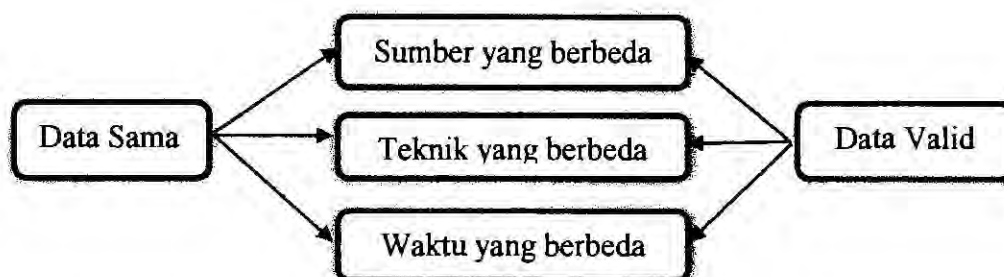 Sumber yang berbeda
Data Sama
Teknik yang berbeda
Data Valid
Waktu yang berbeda